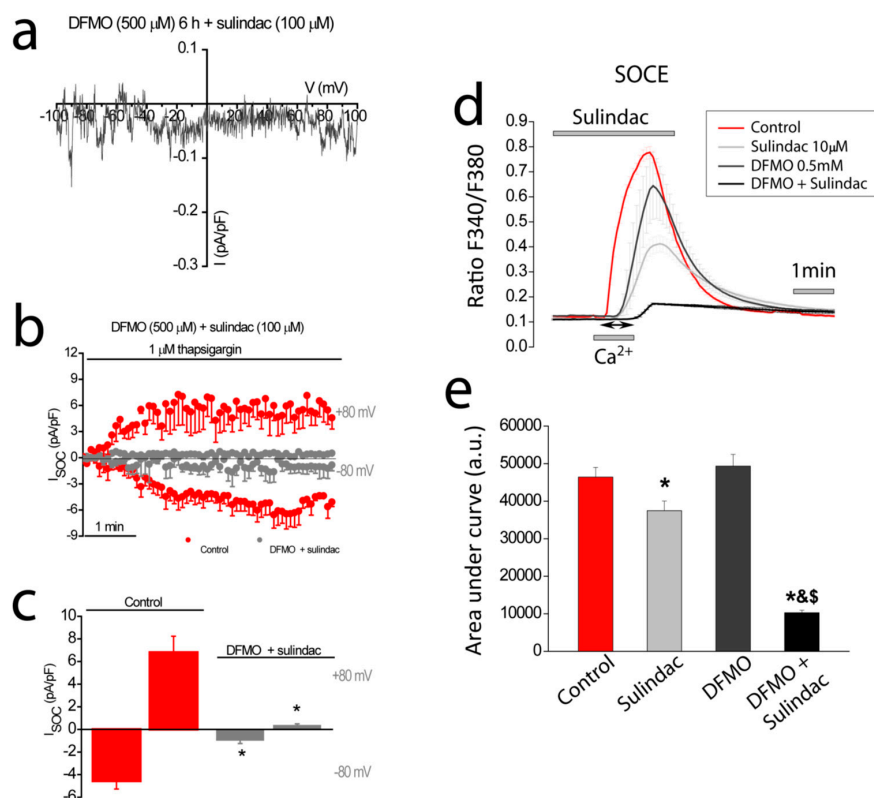 a
DFMO (500 µM) 6 h + sulindac (100 µM)
0.1
V (mV)
-100 -80 -60 -40 -20 0 20 40 60 80 100
-0.1
-0.2
-0.3
I (pA/pF)
b
DFMO (500 µM) + sulindac (100 µM)
1 µM thapsigargin
12
9
6
3
0
-3
-6
-9
I SOC (pA/pF)
+80 mV
-80 mV
1 min
Control
DFMO + sulindac
c
Control
DFMO + sulindac
10
8
6
4
2
0
-2
-4
-6
I SOC (pA/pF)
+80 mV
-80 mV
*
*
d
SOCE
Sulindac
Control
Sulindac 10µM
DFMO 0.5mM
DFMO + Sulindac
0.9
0.8
0.7
0.6
0.5
0.4
0.3
0.2
0.1
0.0
Ratio F340/F380
1min
Ca2+
e
60000
50000
40000
30000
20000
10000
0
Area under curve (a.u.)
*
*&$
Control
Sulindac
DFMO
DFMO +
Sulindac